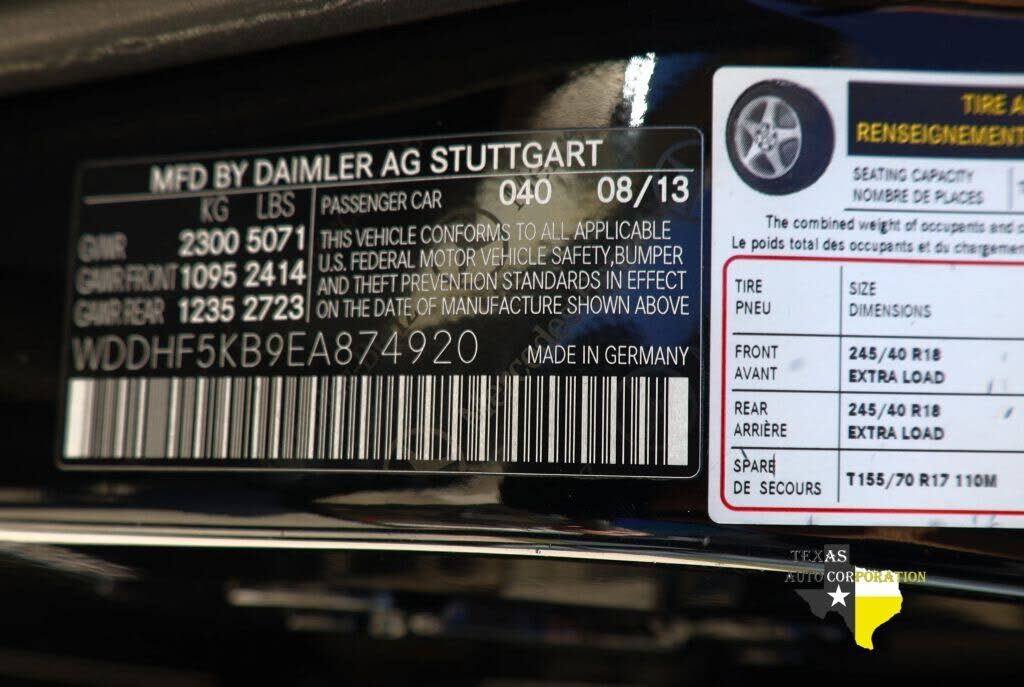 MFD BY DAIMLER AG STUTTGART
KG LBS
GVWR 2300 5071
GAWR FRONT 1095 2414
GAWR REAR 1235 2723
PASSENGER CAR 040 08/13
THIS VEHICLE CONFORMS TO ALL APPLICABLE
U.S. FEDERAL MOTOR VEHICLE SAFETY,BUMPER
AND THEFT PREVENTION STANDARDS IN EFFECT
ON THE DATE OF MANUFACTURE SHOWN ABOVE
WDDHF5KB9EA874920 MADE IN GERMANY
TIRE A
RENSEIGNEMENT
SEATING CAPACITY
NOMBRE DE PLACES
The combined weight of occupants and c
Le poids total des occupants et du chargemen
TIRE SIZE
PNEU DIMENSIONS
FRONT 245/40 R18
AVANT EXTRA LOAD
REAR 245/40 R18
ARRIÈRE EXTRA LOAD
SPARE
DE SECOURS T155/70 R17 110M
TEXAS
AUTO CORPORATION